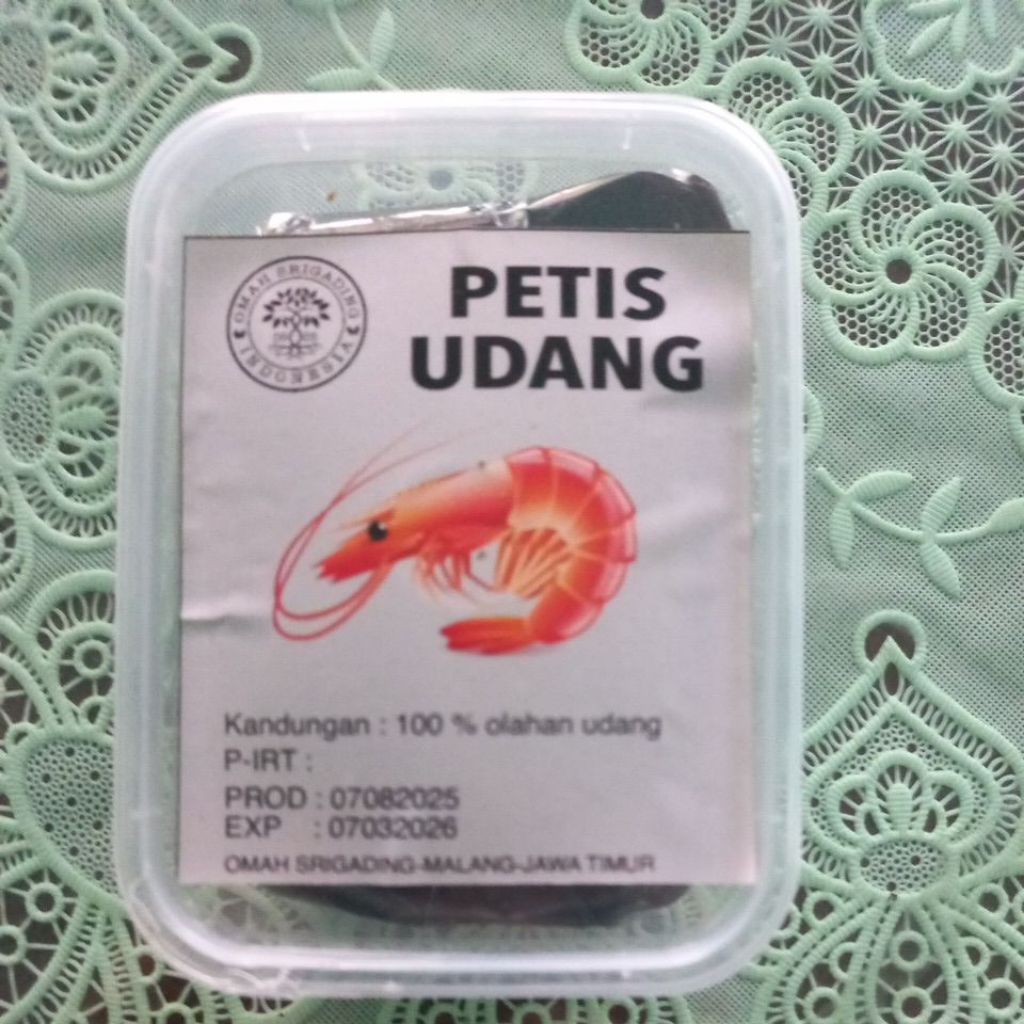 OMAH SRIGADING
INDONESIA
PETIS
UDANG
Kandungan : 100 % olahan udang
P-IRT :
PROD : 07082025
EXP : 07032026
OMAH SRIGADING-MALANG-JAWA TIMUR